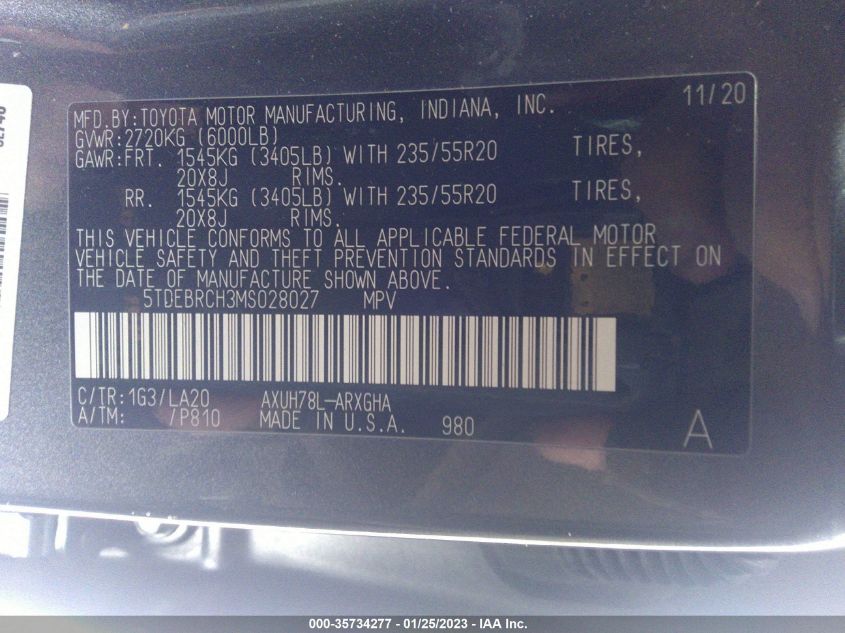 11/20
MFD.BY:TOYOTA MOTOR MANUFACTURING, INDIANA, INC.
GVWR:2720KG (6000LB)
GAWR:FRT. 1545KG (3405LB) WITH 235/55R20 TIRES,
20X8J RIMS.
RR. 1545KG (3405LB) WITH 235/55R20 TIRES,
20X8J RIMS.
THIS VEHICLE CONFORMS TO ALL APPLICABLE FEDERAL MOTOR
VEHICLE SAFETY AND THEFT PREVENTION STANDARDS IN EFFECT ON
THE DATE OF MANUFACTURE SHOWN ABOVE.
5TDEBRCH3MS028027 MPV
C/TR:1G3/LA20 AXUH78L-ARXGHA
A/TM: /P810 MADE IN U.S.A. 980 A
000-35734277 - 01/25/2023 - IAA Inc.